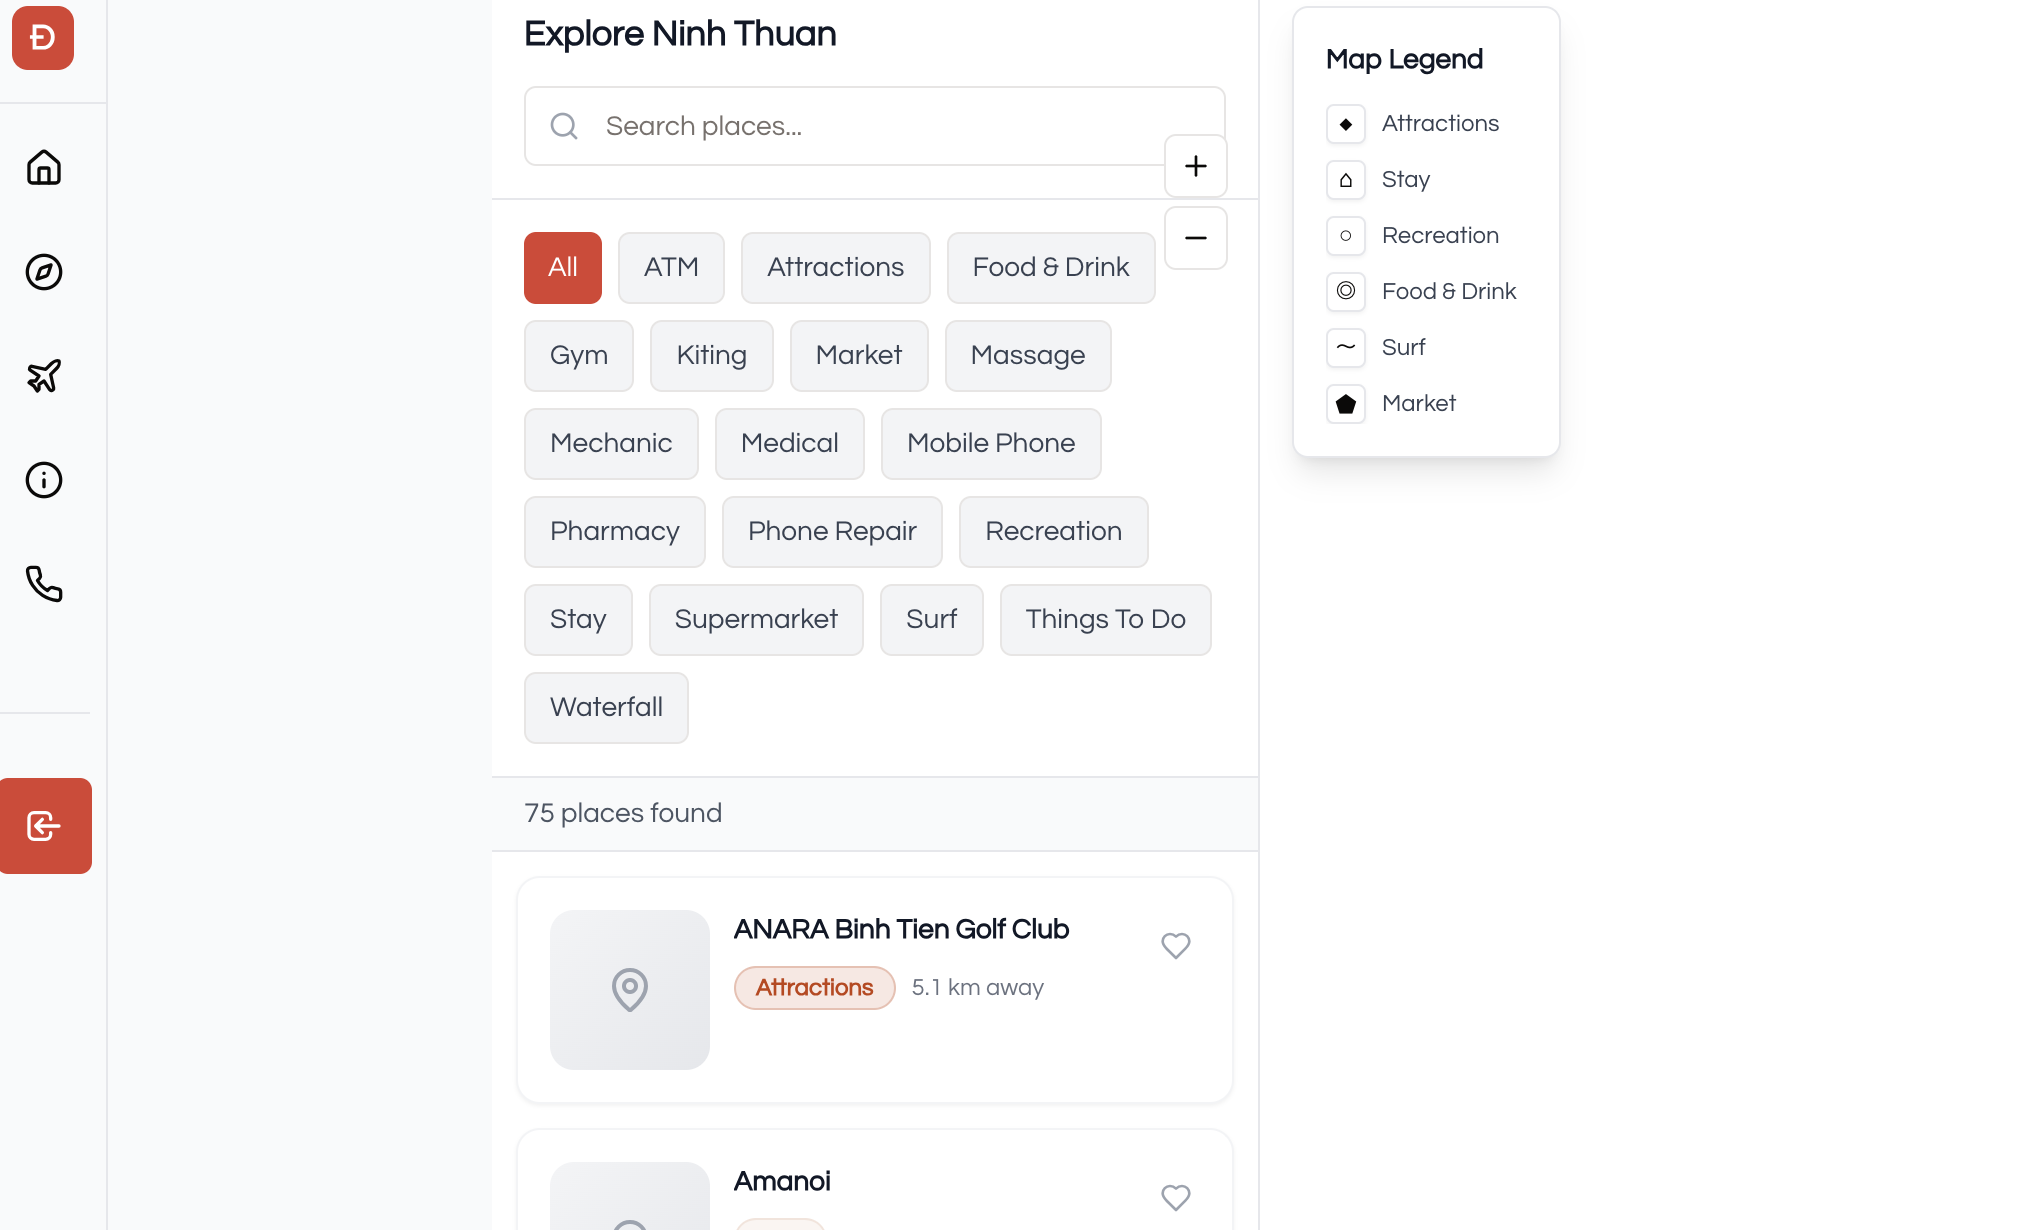 Đ
Explore Ninh Thuan
Search places...
All
ATM
Attractions
Food & Drink
Gym
Kiting
Market
Massage
Mechanic
Medical
Mobile Phone
Pharmacy
Phone Repair
Recreation
Stay
Supermarket
Surf
Things To Do
Waterfall
75 places found
ANARA Binh Tien Golf Club
Attractions
5.1 km away
Amanoi
Map Legend
Attractions
Stay
Recreation
Food & Drink
Surf
Market